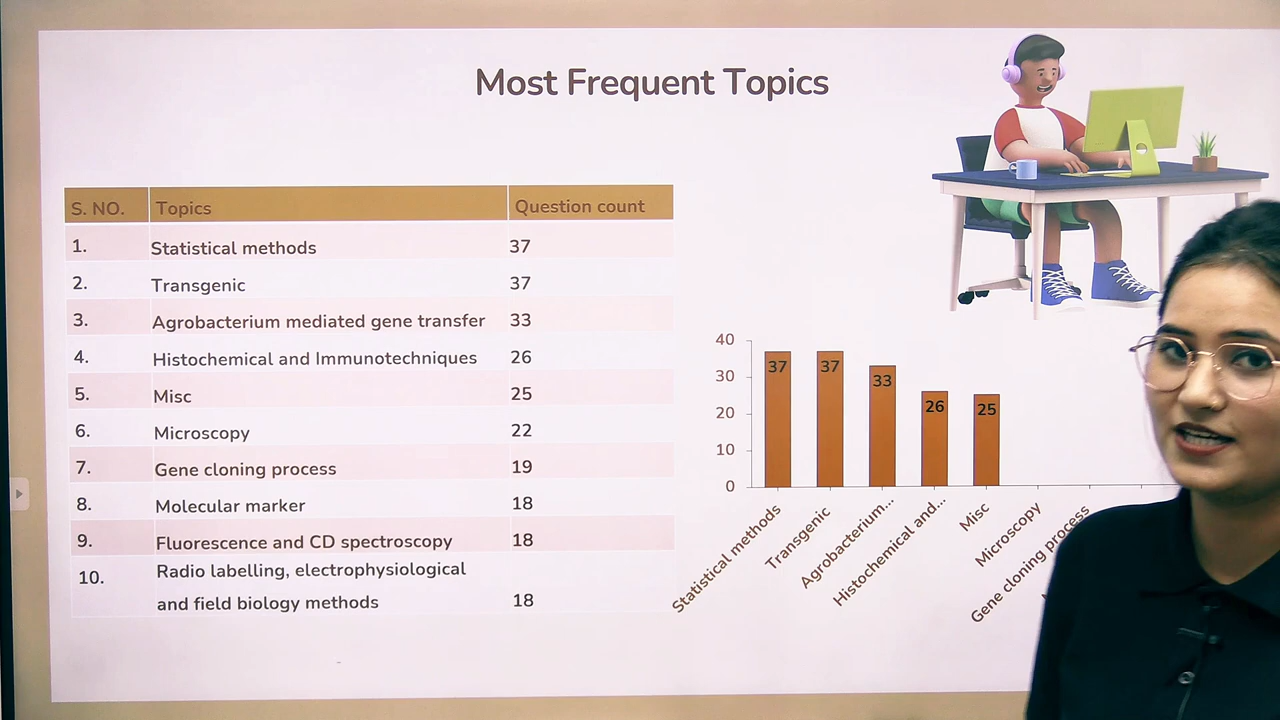 Most Frequent Topics
S. NO. Topics Question count
1. Statistical methods 37
2. Transgenic 37
3. Agrobacterium mediated gene transfer 33
4. Histochemical and Immunotechniques 26
5. Misc 25
6. Microscopy 22
7. Gene cloning process 19
8. Molecular marker 18
9. Fluorescence and CD spectroscopy 18
10. Radio labelling, electrophysiological
and field biology methods 18
40
30
20
10
0
37
37
33
26
25
Statistical methods
Transgenic
Agrobacterium...
Histochemical and...
Misc
Microscopy
Gene cloning process